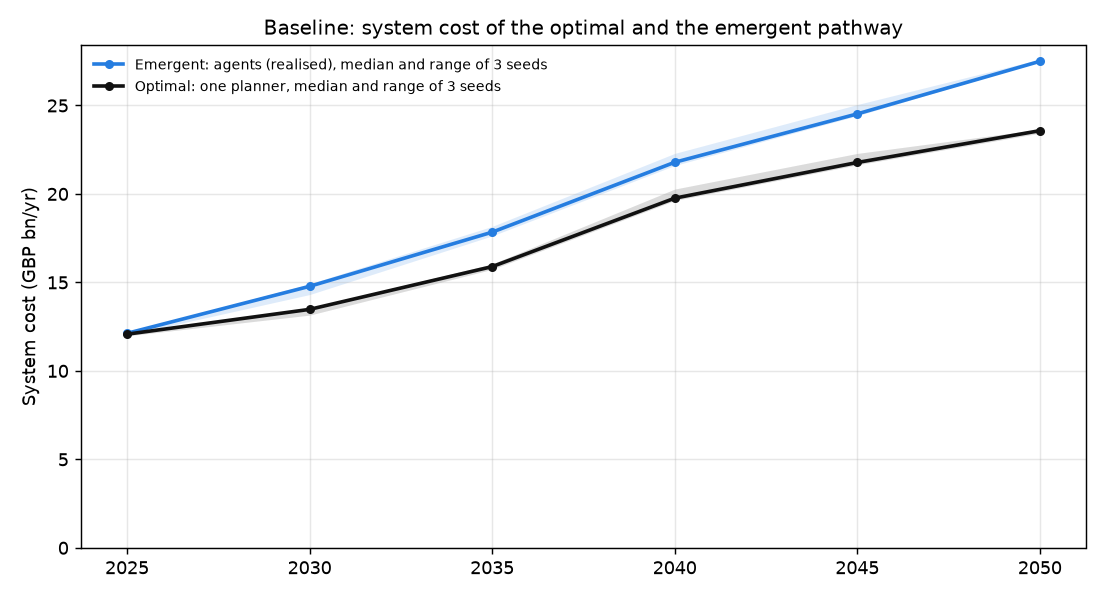 Baseline: system cost of the optimal and the emergent pathway
Emergent: agents (realised), median and range of 3 seeds
Optimal: one planner, median and range of 3 seeds
System cost (GBP bn/yr)
25
20
15
10
5
0
2025 2030 2035 2040 2045 2050